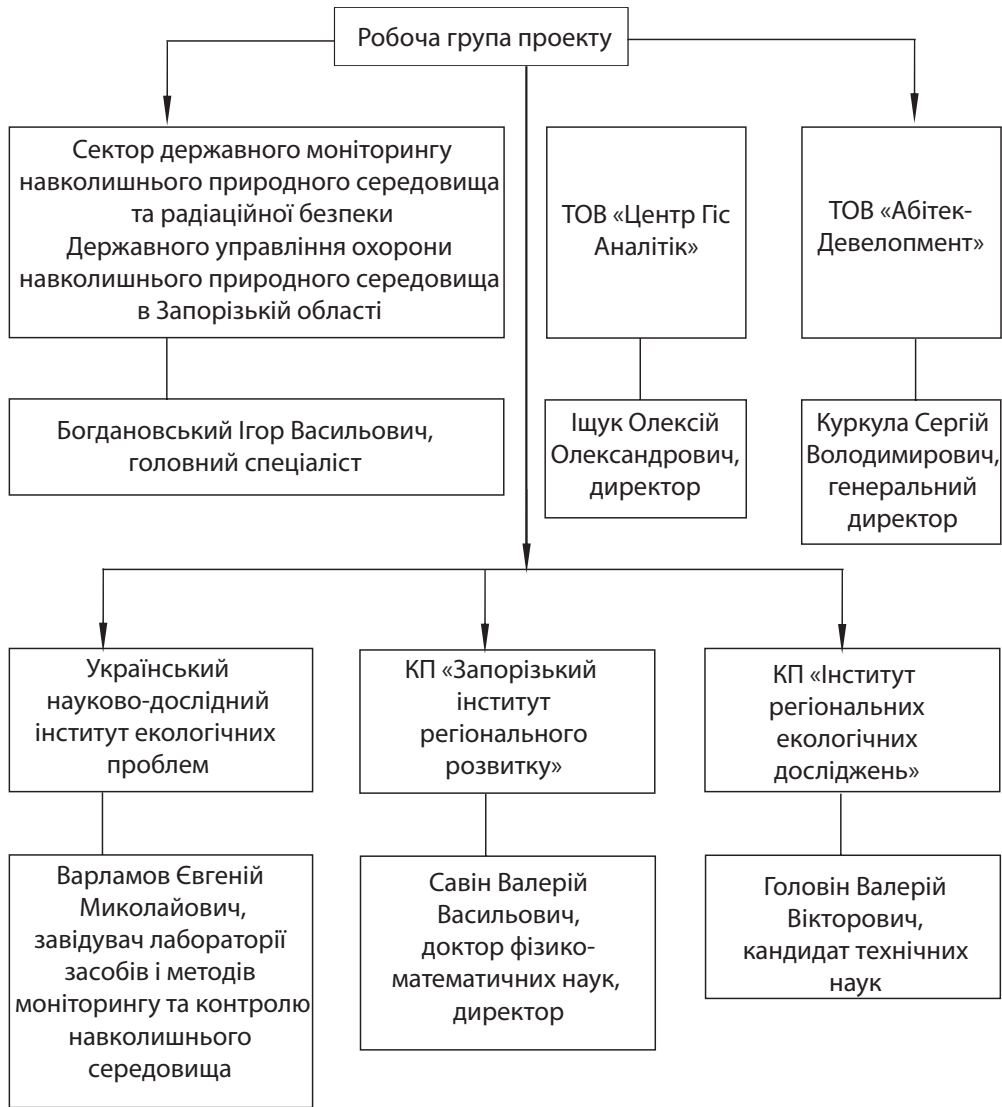 Робоча група проекту
Сектор державного моніторингу
навколишнього природного середовища
та радіаційної безпеки
Державного управління охорони
навколишнього природного середовища
в Запорізькій області
ТОВ «Центр Гіс
Аналітік»
ТОВ «Абітек-
Девелопмент»
Богдановський Ігор Васильович,
головний спеціаліст
Іщук Олексій
Олександрович,
директор
Куркула Сергій
Володимирович,
генеральний
директор
Український
науково-дослідний
інститут екологічних
проблем
КП «Запорізький
інститут
регіонального
розвитку»
КП «Інститут
регіональних
екологічних
досліджень»
Варламов Євгеній
Миколайович,
завідувач лабораторії
засобів і методів
моніторингу та контролю
навколишнього
середовища
Савін Валерій
Васильович,
доктор фізико-
математичних наук,
директор
Головін Валерій
Вікторович,
кандидат технічних
наук